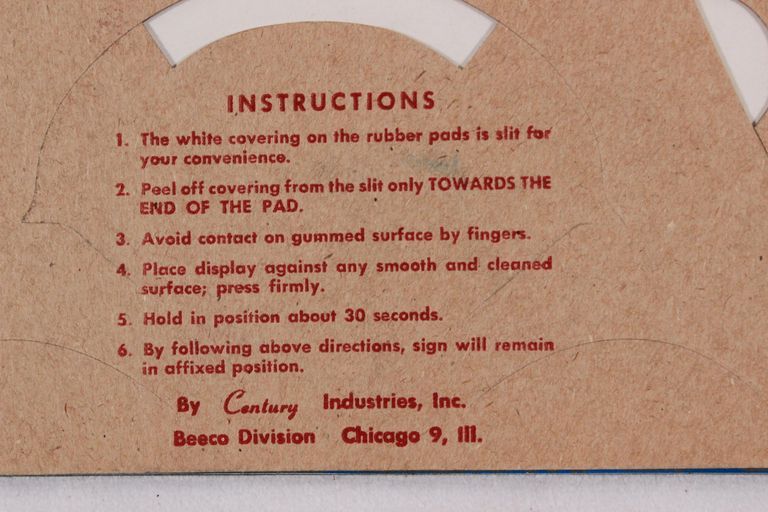 INSTRUCTIONS
1. The white covering on the rubber pads is slit for
your convenience.
2. Peel off covering from the slit only TOWARDS THE
END OF THE PAD.
3. Avoid contact on gummed surface by fingers.
4. Place display against any smooth and cleaned
surface; press firmly.
5. Hold in position about 30 seconds.
6. By following above directions, sign will remain
in affixed position.
By Century Industries, Inc.
Beeco Division Chicago 9, Ill.